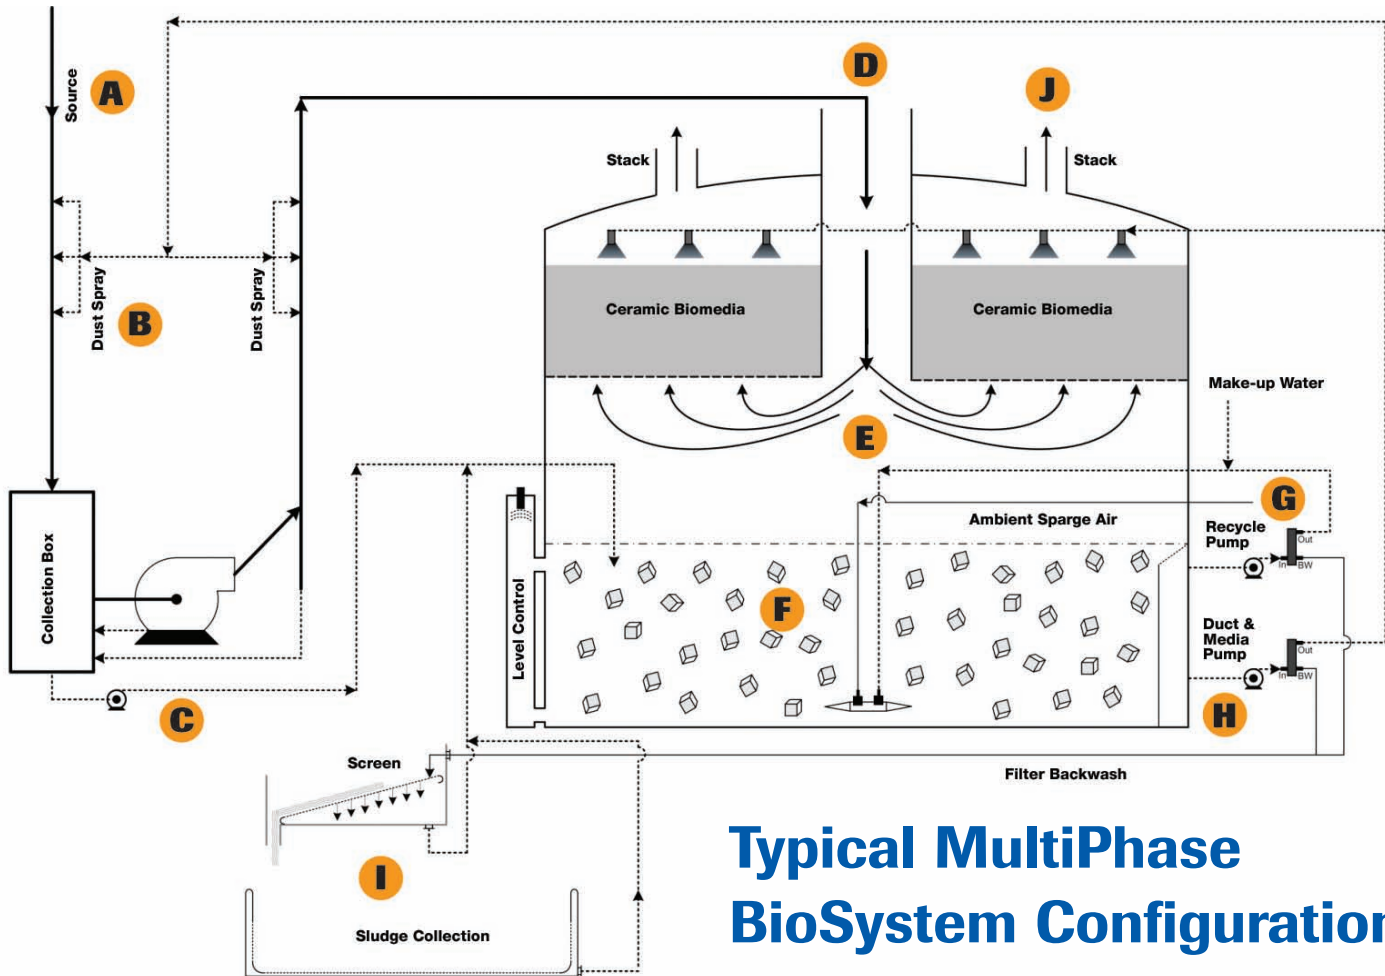 A
Source
D
J
Stack
Stack
Dust Spray
B
Dust Spray
Ceramic Biomedia
Ceramic Biomedia
Make-up Water
E
G
Ambient Sparge Air
Recycle
Pump
Out
In
BW
Collection Box
Level Control
F
Duct &
Media
Pump
Out
In
BW
C
H
Screen
Filter Backwash
I
Sludge Collection
Typical MultiPhase
BioSystem Configuration